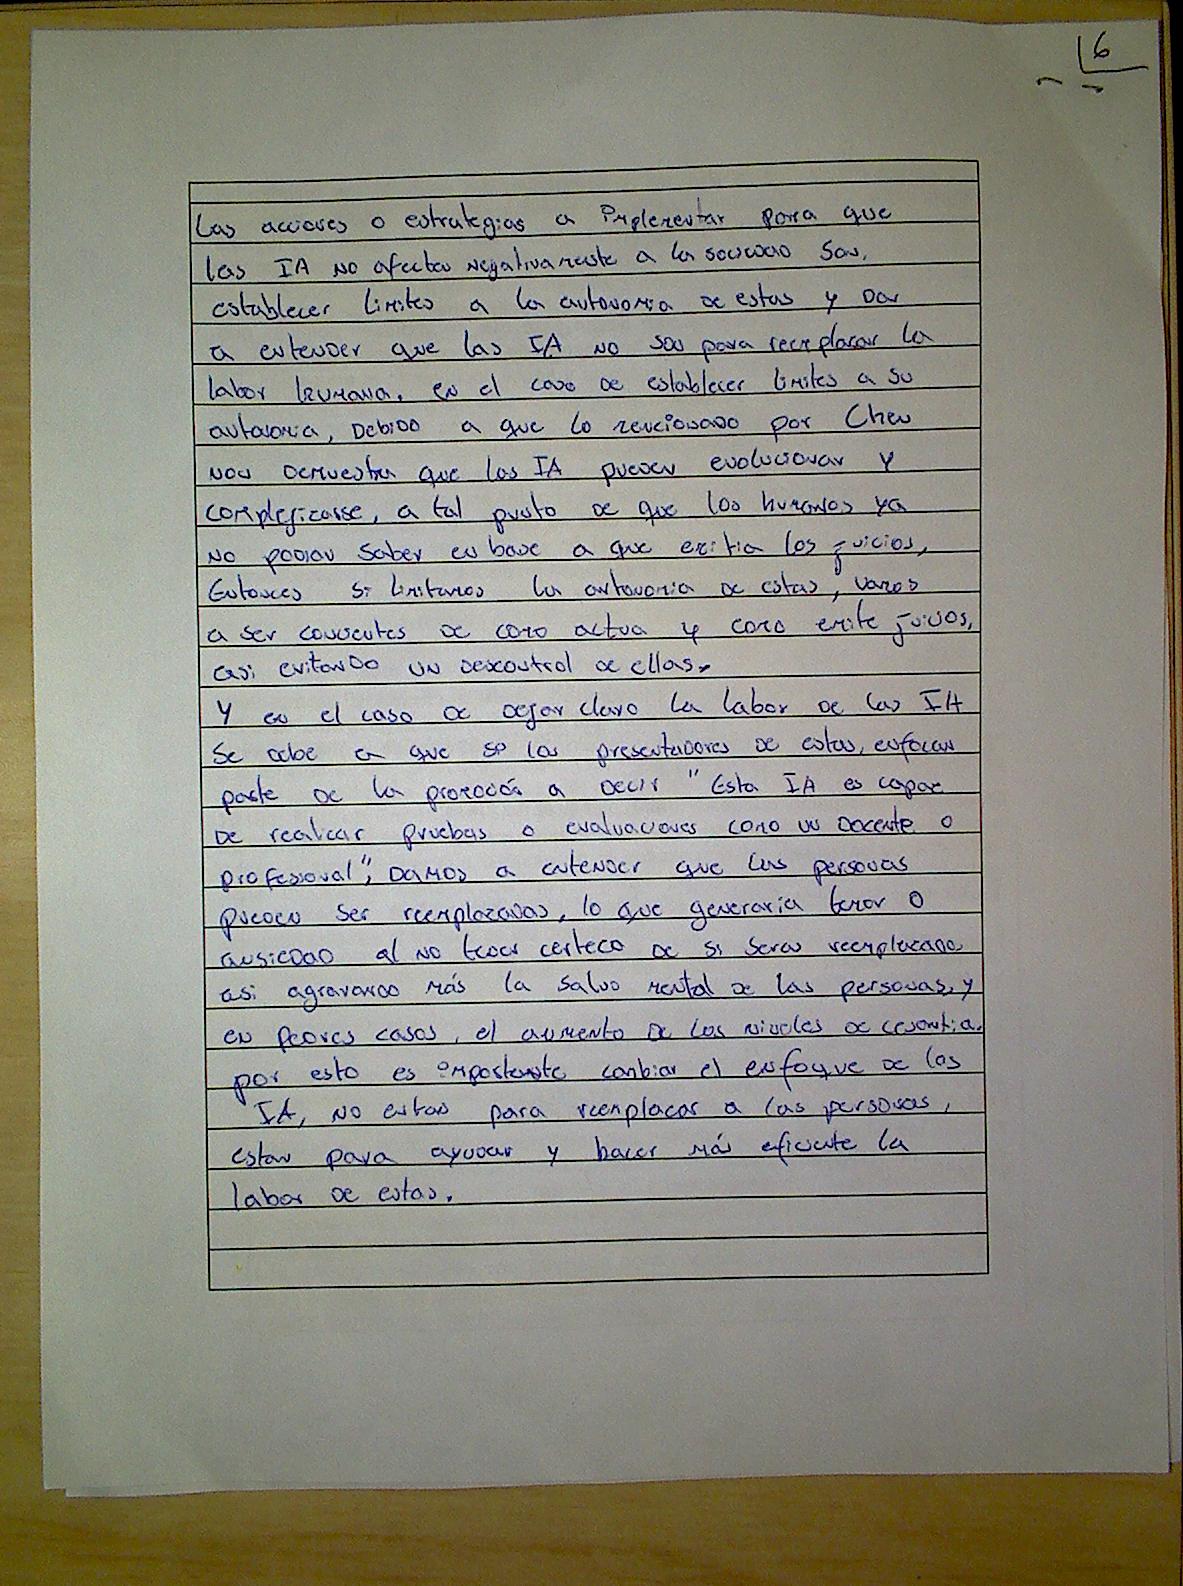 6
Las acciones o estrategias a implementar para que
las IA no afecten negativamente a la sociedad son,
establecer limites a la autonomia de estas y dar
a entender que las IA no son para reemplazar la
labor humana. en el caso de establecer limites a su
autonomia, Debido a que lo mencionado por Chen
nos demuestra que las IA pueden evolucionar y
complejizarse, a tal punto de que los humanos ya
no podian saber en base a que emitia los juicios,
Entonces si limitamos la autonomia de estas, vamos
a ser conscientes de como actua y como emite juicios,
asi evitando un descontrol de ellas.
Y en el caso de dejar claro la labor de las IA
se debe a que si los presentadores de estas, enfocan
parte de la promoción a decir "Esta IA es capaz
de realizar pruebas o evaluaciones como un docente o
profesional", damos a entender que las personas
pueden ser reemplazadas, lo que generaria temor o
ansiedad al no tener certeza de si seras reemplazado
asi agravando más la salud mental de las personas, y
en peores casos, el aumento de los niveles de cesantia.
por esto es importante cambiar el enfoque de las
IA, no estan para reemplazar a las personas,
estan para ayudar y hacer más eficiente la
labor de estas.